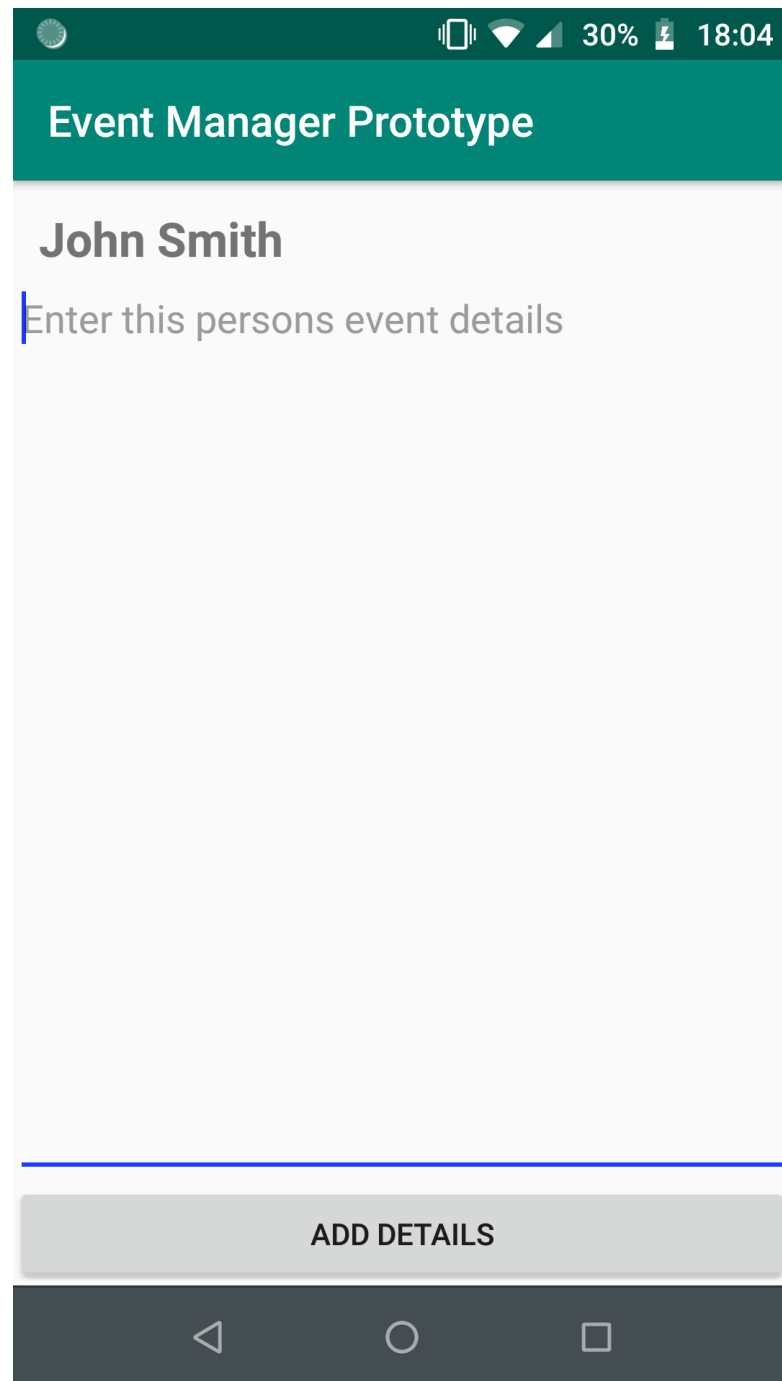 30% 18:04
Event Manager Prototype
John Smith
Enter this persons event details
ADD DETAILS